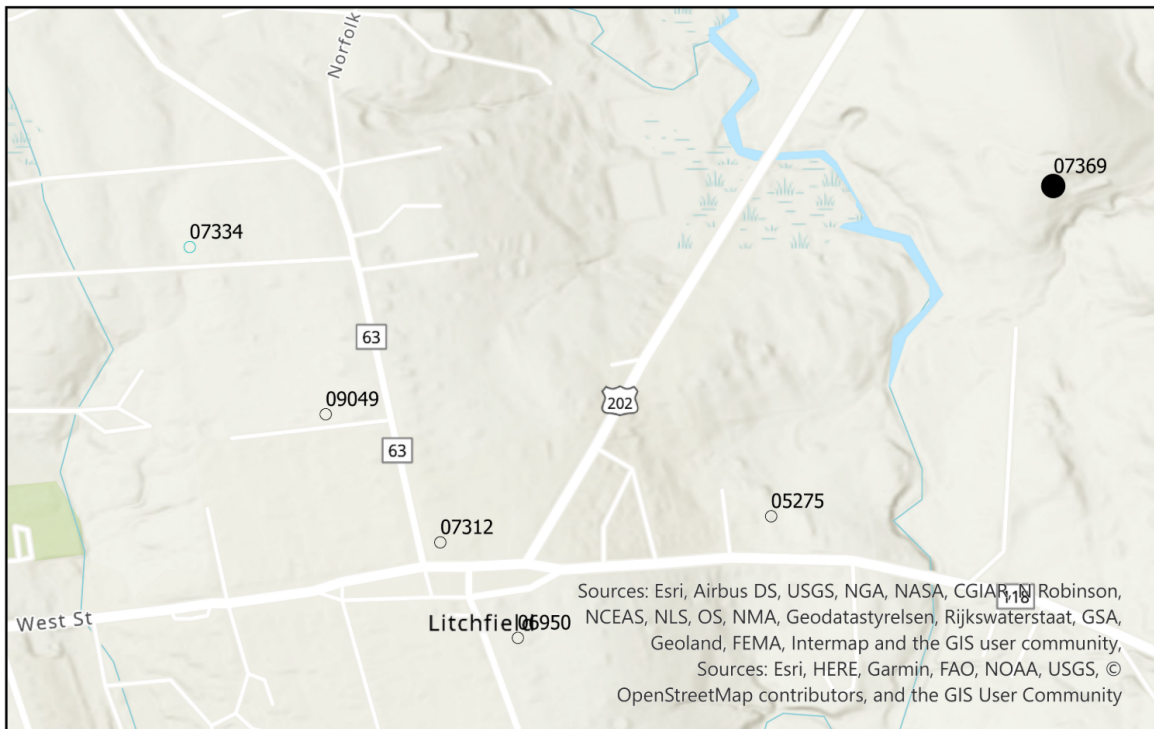 Norfolk
07369
07334
63
09049
202
63
05275
07312
Sources: Esri, Airbus DS, USGS, NGA, NASA, CGIAR, N Robinson,
118
NCEAS, NLS, OS, NMA, Geodatastyrelsen, Rijkswaterstaat, GSA,
West St
Litchfield
06950
Geoland, FEMA, Intermap and the GIS user community,
Sources: Esri, HERE, Garmin, FAO, NOAA, USGS, ©
OpenStreetMap contributors, and the GIS User Community